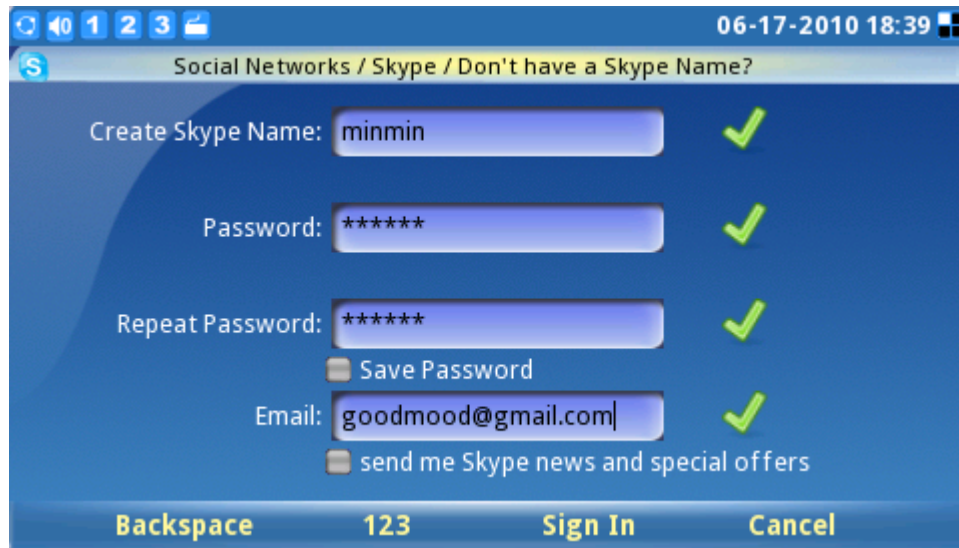 1 2 3 06-17-2010 18:39
S Social Networks / Skype / Don't have a Skype Name?
Create Skype Name: minmin
Password: ******
Repeat Password: ******
Save Password
Email: goodmood@gmail.com
send me Skype news and special offers
Backspace 123 Sign In Cancel